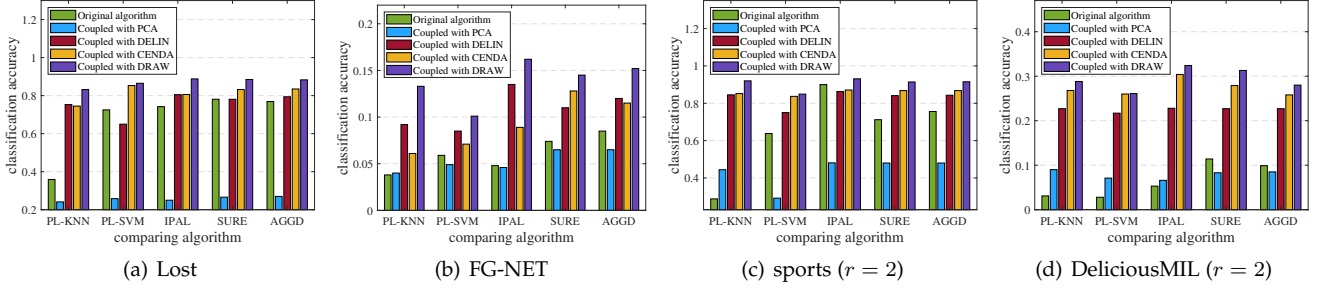 classification accuracy
1.2
1
0.8
0.6
0.4
0.2
Original algorithm
Coupled with PCA
Coupled with DELIN
Coupled with CENDA
Coupled with DRAW
PL-KNN PL-SVM IPAL SURE AGGD
comparing algorithm
(a) Lost
classification accuracy
0.2
0.15
0.1
0.05
0
Original algorithm
Coupled with PCA
Coupled with DELIN
Coupled with CENDA
Coupled with DRAW
PL-KNN PL-SVM IPAL SURE AGGD
comparing algorithm
(b) FG-NET
classification accuracy
1.2
1
0.8
0.6
0.4
Original algorithm
Coupled with PCA
Coupled with DELIN
Coupled with CENDA
Coupled with DRAW
PL-KNN PL-SVM IPAL SURE AGGD
comparing algorithm
(c) sports (r = 2)
classification accuracy
0.4
0.3
0.2
0.1
0
Original algorithm
Coupled with PCA
Coupled with DELIN
Coupled with CENDA
Coupled with DRAW
PL-KNN PL-SVM IPAL SURE AGGD
comparing algorithm
(d) DeliciousMIL (r = 2)